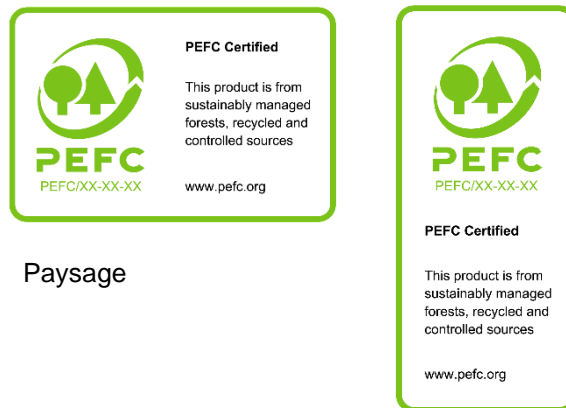 PEFC Certified
This product is from
sustainably managed
forests, recycled and
controlled sources
www.pefc.org
PEFC
PEFC/XX-XX-XX
Paysage
PEFC
PEFC/XX-XX-XX
PEFC Certified
This product is from
sustainably managed
forests, recycled and
controlled sources
www.pefc.org